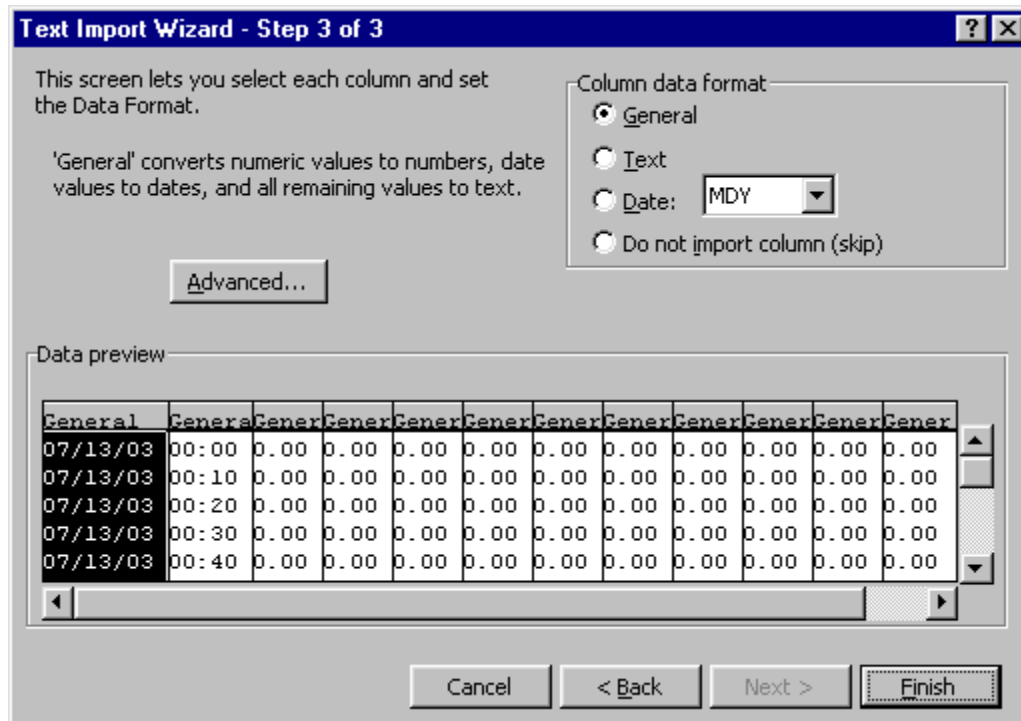 Text Import Wizard - Step 3 of 3
This screen lets you select each column and set
the Data Format.
'General' converts numeric values to numbers, date
values to dates, and all remaining values to text.
Advanced...
Column data format
General
Text
Date: MDY
Do not import column (skip)
Data preview
General GeneraGenerGenerGenerGenerGenerGenerGenerGenerGenerGener
07/13/03 00:00 0.00 0.00 0.00 0.00 0.00 0.00 0.00 0.00 0.00 0.00
07/13/03 00:10 0.00 0.00 0.00 0.00 0.00 0.00 0.00 0.00 0.00 0.00
07/13/03 00:20 0.00 0.00 0.00 0.00 0.00 0.00 0.00 0.00 0.00 0.00
07/13/03 00:30 0.00 0.00 0.00 0.00 0.00 0.00 0.00 0.00 0.00 0.00
07/13/03 00:40 0.00 0.00 0.00 0.00 0.00 0.00 0.00 0.00 0.00 0.00
Cancel < Back Next > Finish